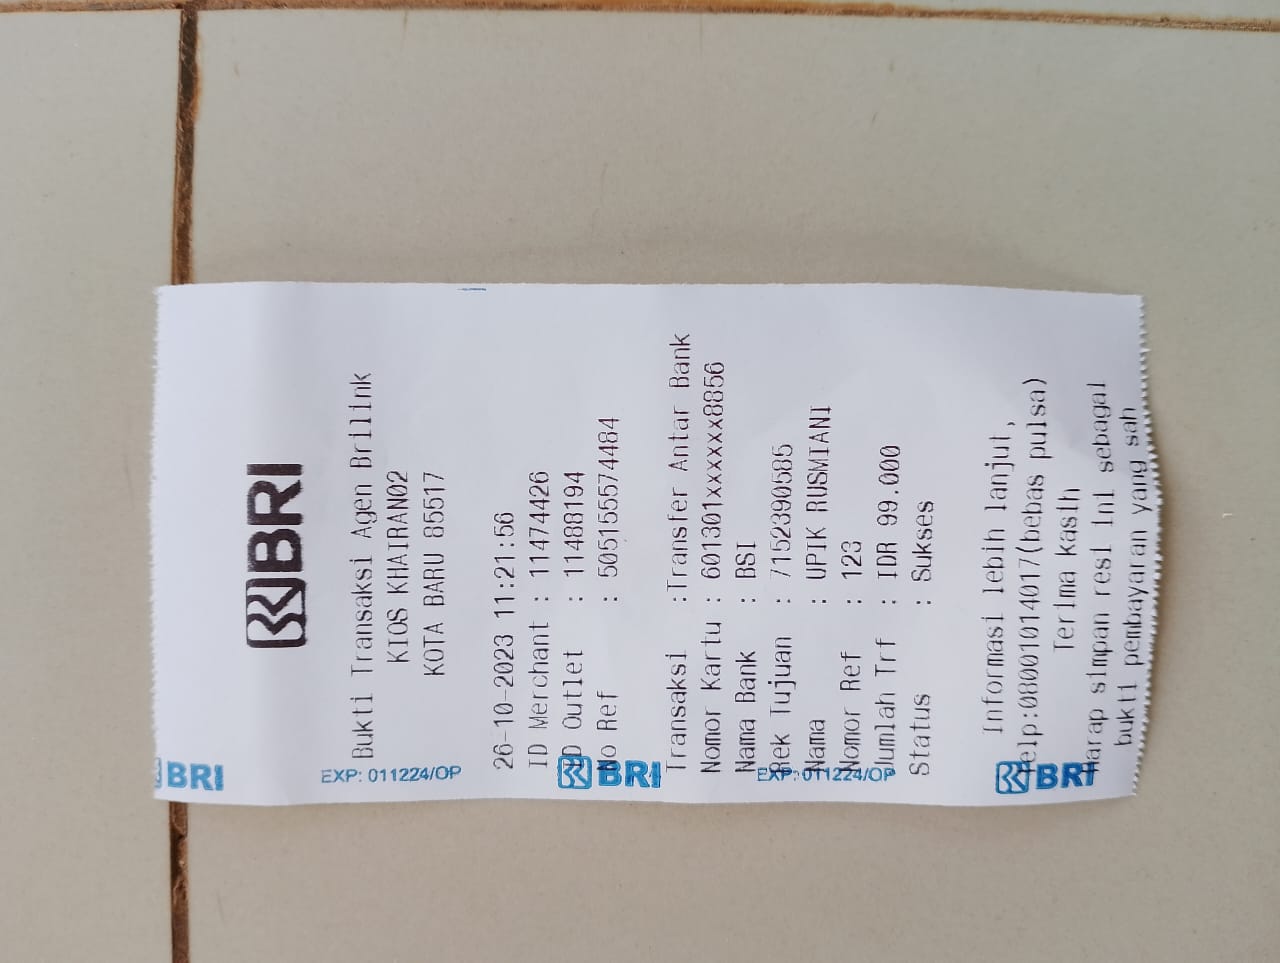 BRI
BRI
EXP: 011224/OP
Bukti Transaksi Agen Brilink
KIOS KHAIRAN02
KOTA BARU 85517
26-10-2023 11:21:56
ID Merchant : 11474426
ID Outlet : 11488194
No Ref : 505155574484
BRI
Transaksi :Transfer Antar Bank
Nomor Kartu : 601301xxxxxx8856
Nama Bank : BSI
Rek Tujuan : 7152390585
EXP: 011224/OP
Nama : UPIK RUSMIANI
Nomor Ref : 123
Jumlah Trf : IDR 99.000
Status : Sukses
Informasi lebih lanjut,
Telp:08001014017(bebas pulsa)
BRI
Terima kasih
Harap simpan resi ini sebagai
bukti pembayaran yang sah